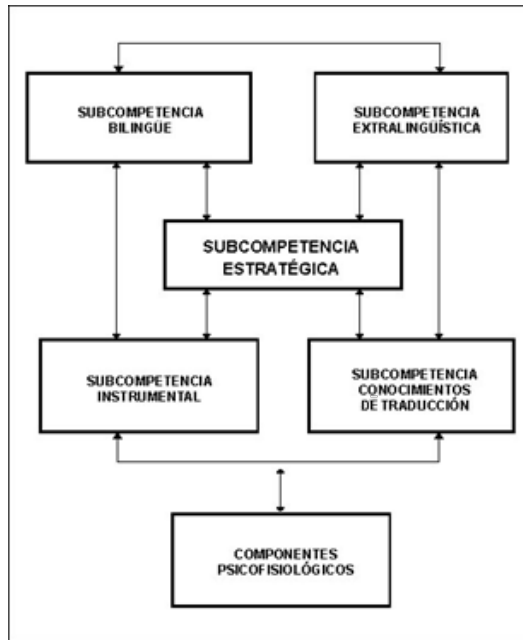 SUBCOMPETENCIA
BILINGÜE
SUBCOMPETENCIA
EXTRALINGÜÍSTICA
SUBCOMPETENCIA
ESTRATÉGICA
SUBCOMPETENCIA
INSTRUMENTAL
SUBCOMPETENCIA
CONOCIMIENTOS
DE TRADUCCIÓN
COMPONENTES
PSICOFISIOLÓGICOS